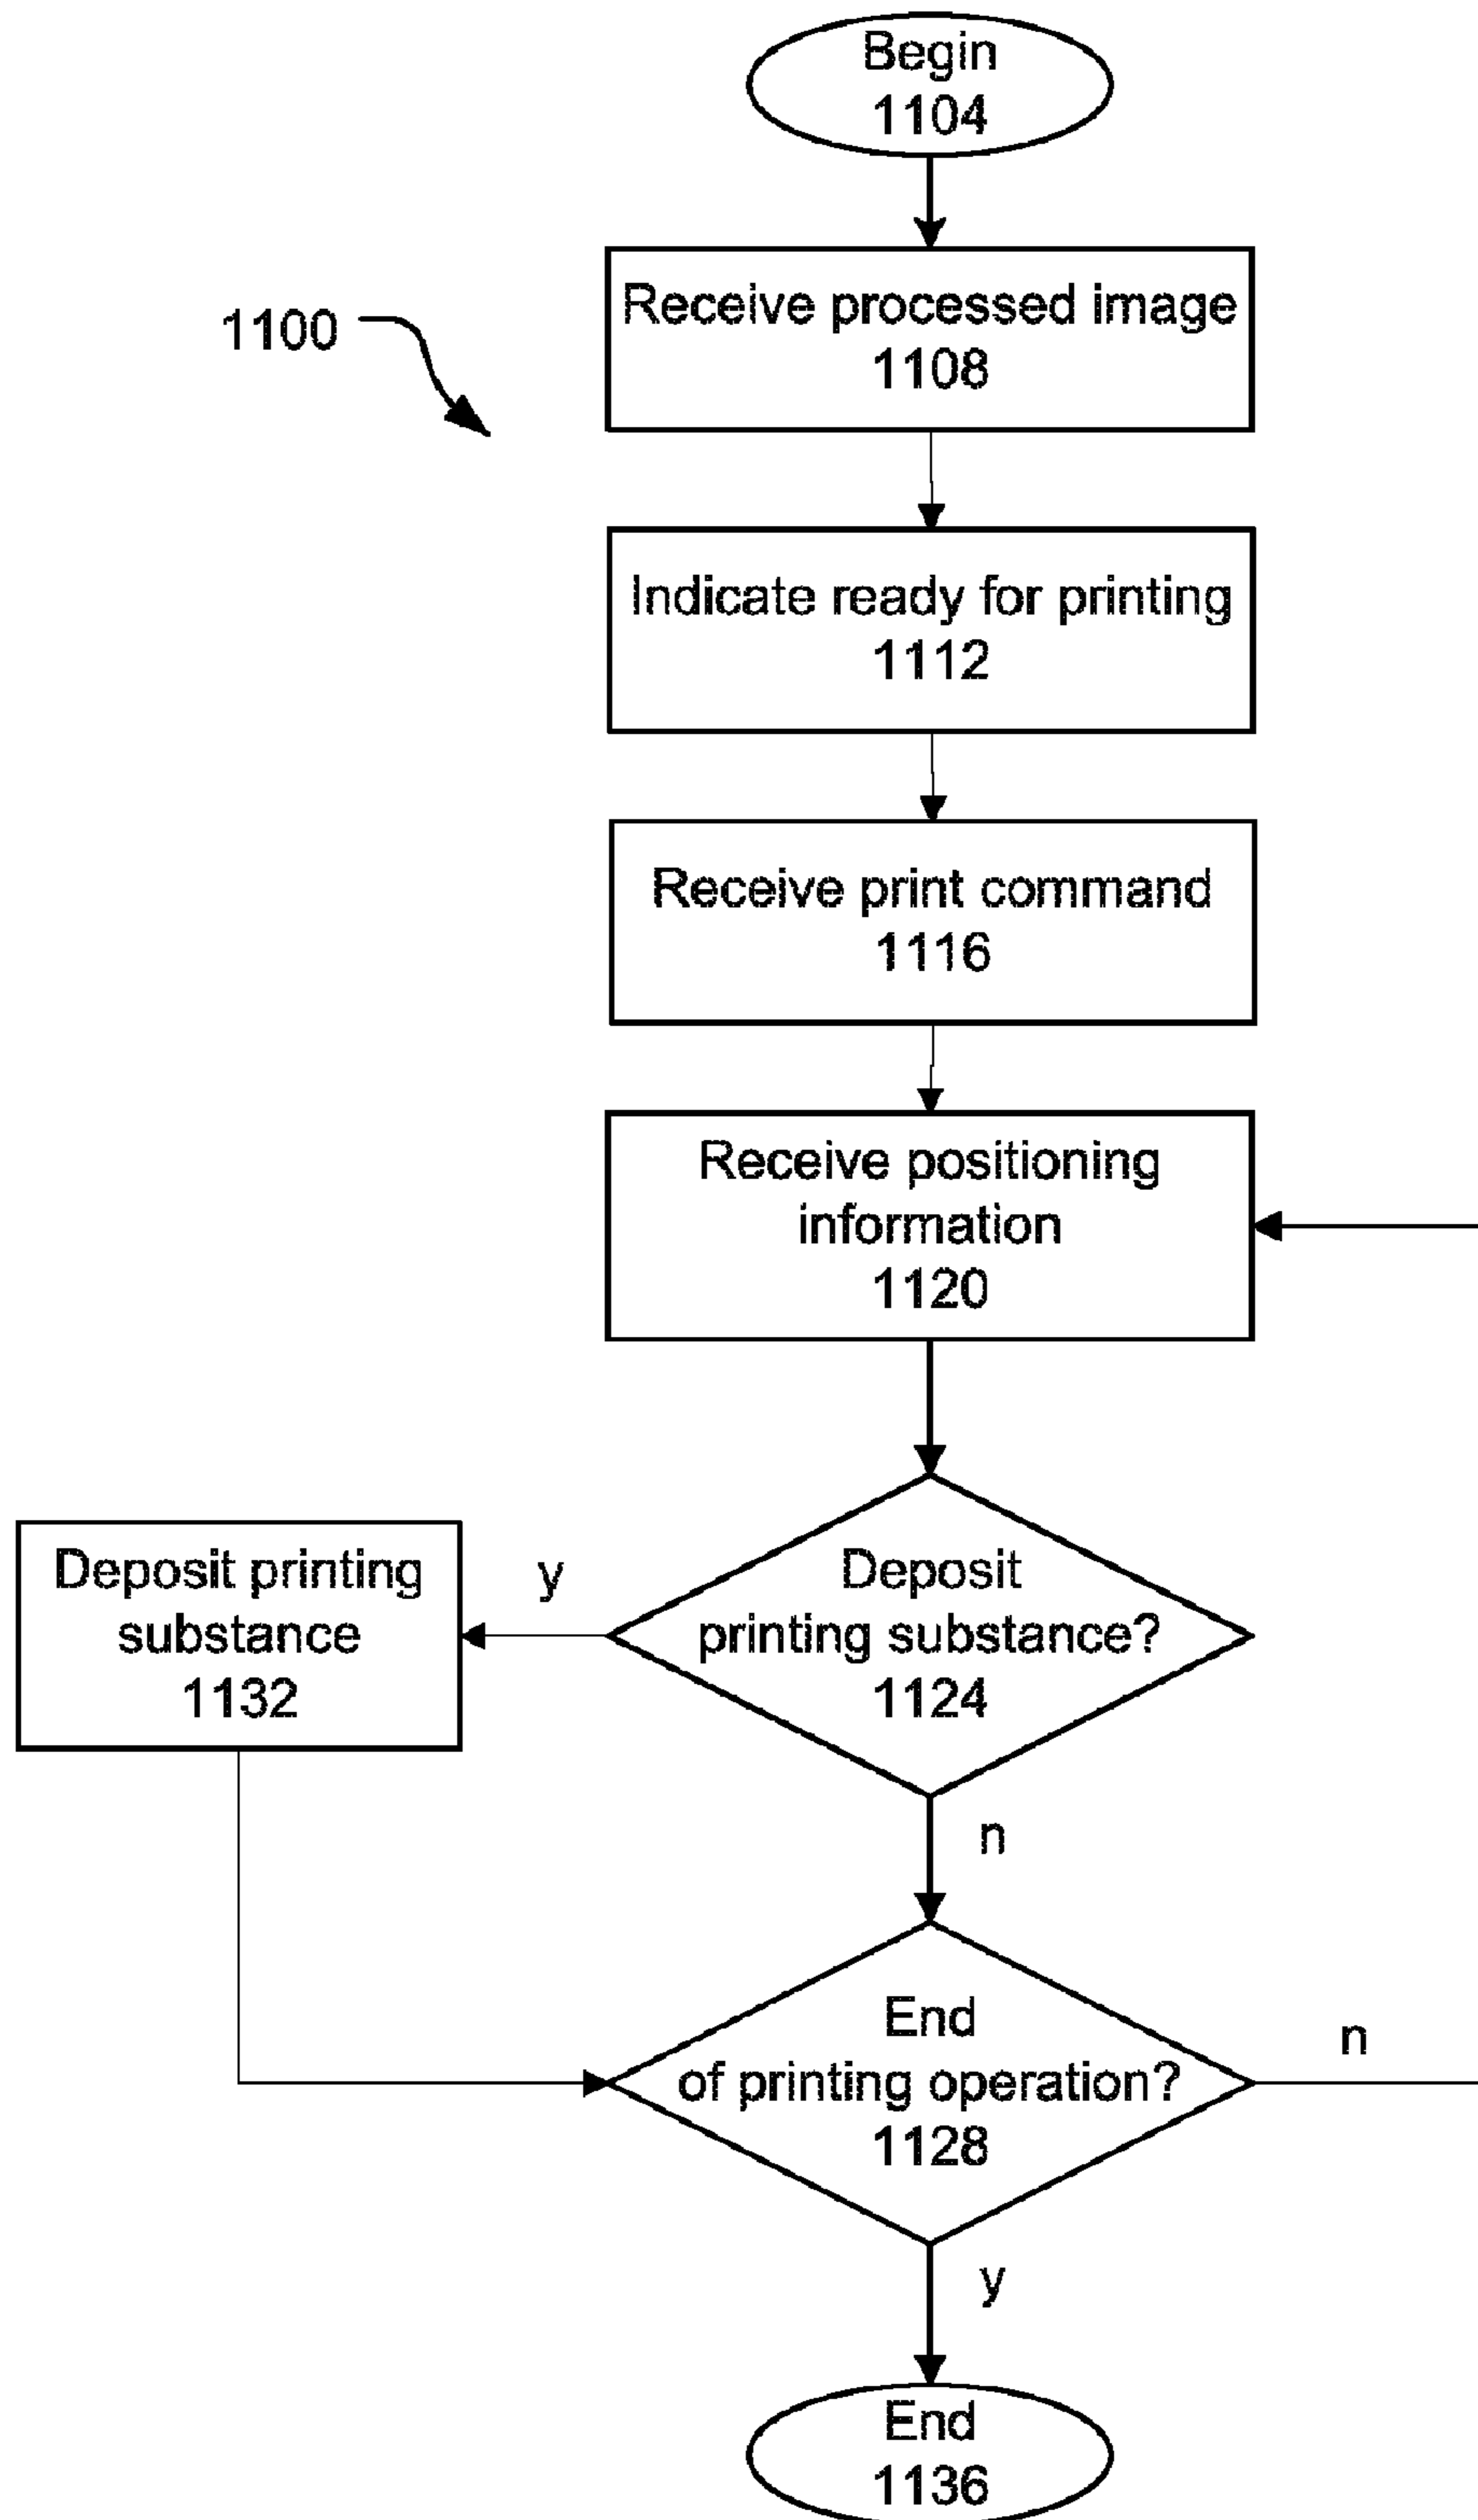 Begin
1104
1100
Receive processed image
1108
Indicate ready for printing
1112
Receive print command
1116
Receive positioning
information
1120
Deposit
printing substance?
1124
y
Deposit printing
substance
1132
n
End
of printing operation?
1128
n
y
End
1136